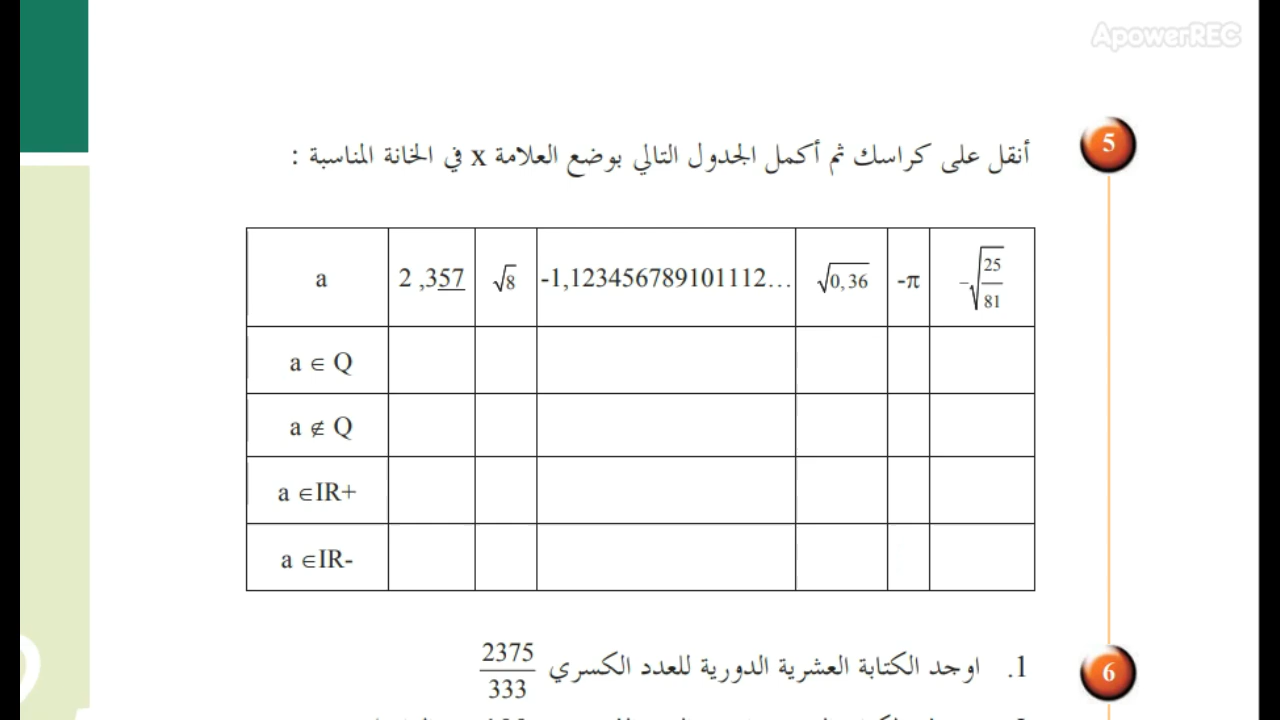 ApowerREC
5
أنقل على كراسك ثم أكمل الجدول التالي بوضع العلامة x في الخانة المناسبة :
a 2 ,357 √8 -1,123456789101112... √0,36 -π -√25/81
a ∈ Q
a ∉ Q
a ∈IR+
a ∈IR-
6
1. اوجد الكتابة العشرية الدورية للعدد الكسري 2375/333